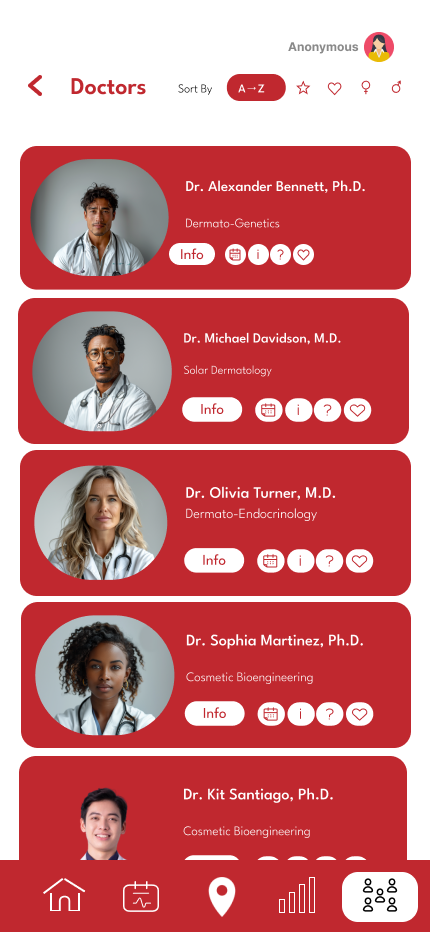 Anonymous
Doctors
Sort By
A→Z
Dr. Alexander Bennett, Ph.D.
Dermato-Genetics
Info
i
?
Dr. Michael Davidson, M.D.
Solar Dermatology
Info
i
?
Dr. Olivia Turner, M.D.
Dermato-Endocrinology
Info
i
?
Dr. Sophia Martinez, Ph.D.
Cosmetic Bioengineering
Info
i
?
Dr. Kit Santiago, Ph.D.
Cosmetic Bioengineering